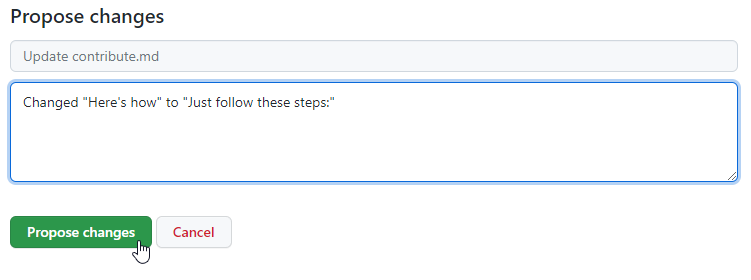 Propose changes
Update contribute.md
Changed "Here's how" to "Just follow these steps:"
Propose changes
Cancel